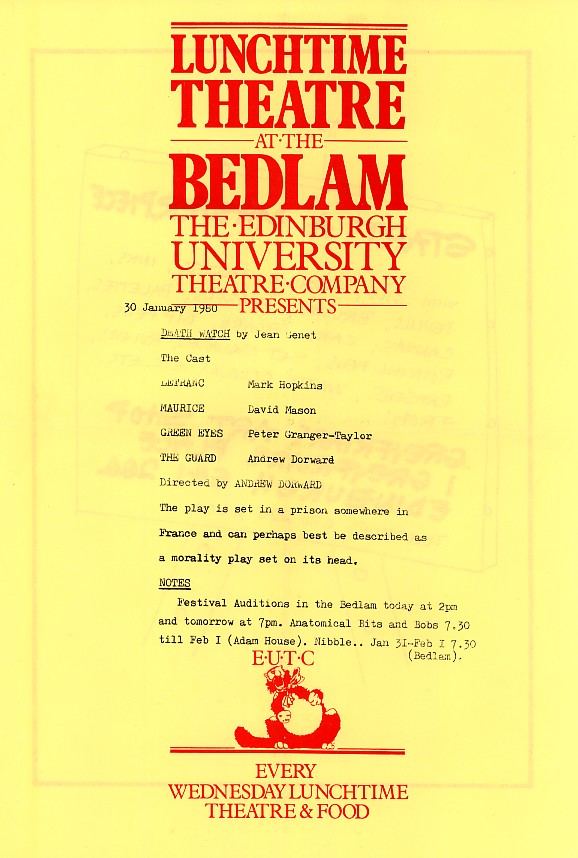 LUNCHTIME
THEATRE
AT·THE
BEDLAM
THE·EDINBURGH
UNIVERSITY
THEATRE·COMPANY
PRESENTS
30 January 1980
DEATH WATCH by Jean Genet
The Cast
LEFRANC Mark Hopkins
MAURICE David Mason
GREEN EYES Peter Granger-Taylor
THE GUARD Andrew Dorward
Directed by ANDREW DORWARD
The play is set in a prison somewhere in
France and can perhaps best be described as
a morality play set on its head.
NOTES
Festival Auditions in the Bedlam today at 2pm
and tomorrow at 7pm. Anatomical Bits and Bobs 7.30
till Feb I (Adam House). Nibble.. Jan 31-Feb I 7.30
(Bedlam).
E·U·T·C
EVERY
WEDNESDAY LUNCHTIME
THEATRE & FOOD